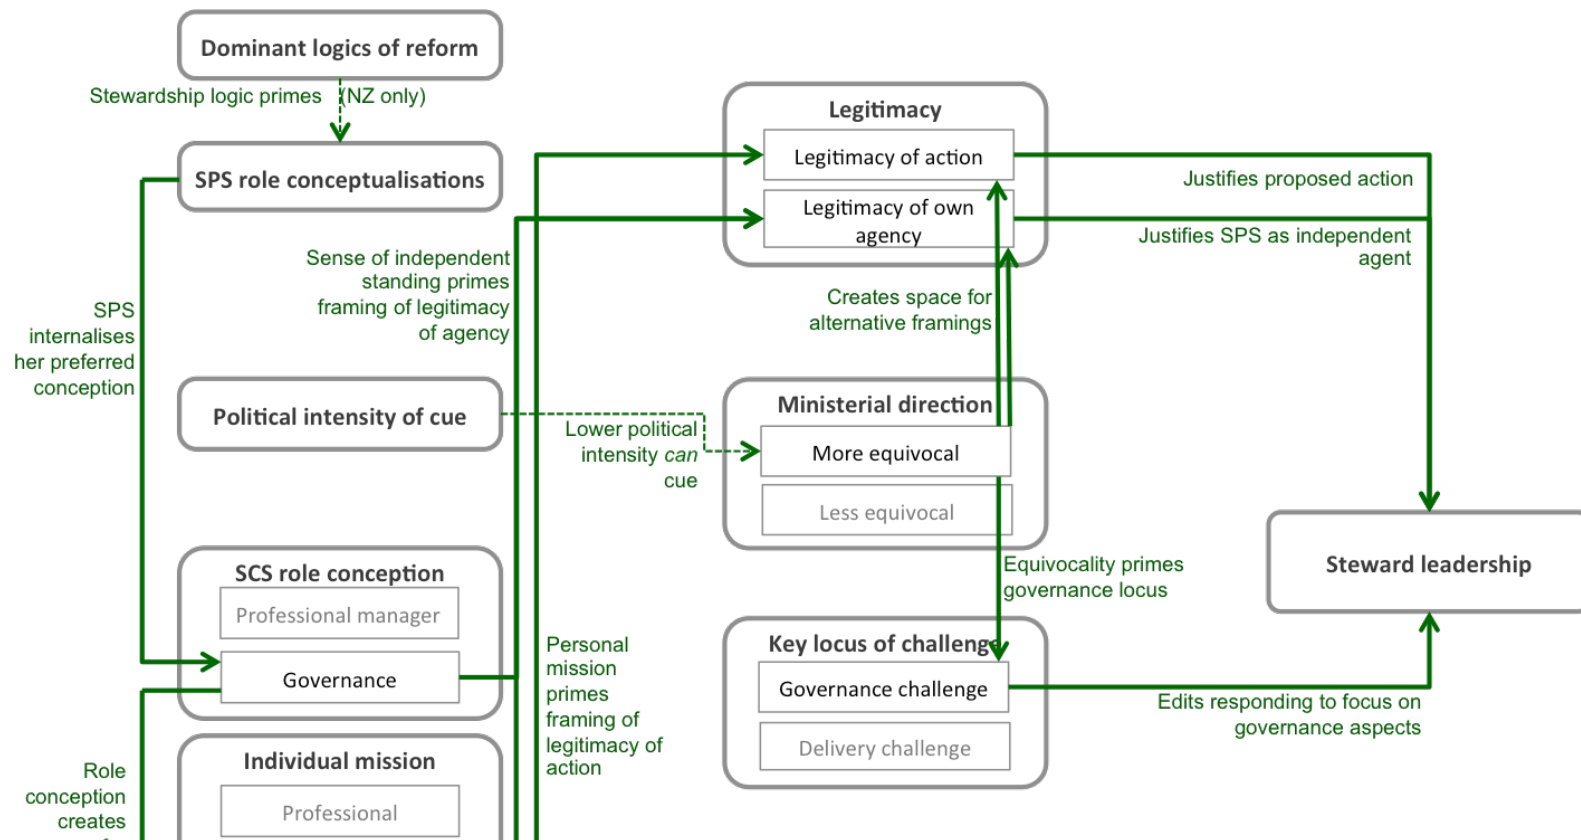 Dominant logics of reform
Stewardship logic primes (NZ only)
SPS role conceptualisations
SPS
internalises
her preferred
conception
Sense of independent
standing primes
framing of legitimacy
of agency
Political intensity of cue
Lower political
intensity can
cue
SCS role conception
Professional manager
Governance
Individual mission
Professional
Role
conception
creates
Personal
mission
primes
framing of
legitimacy of
action
Legitimacy
Legitimacy of action
Legitimacy of own
agency
Creates space for
alternative framings
Ministerial direction
More equivocal
Less equivocal
Equivocality primes
governance locus
Key locus of challenge
Governance challenge
Delivery challenge
Justifies proposed action
Justifies SPS as independent
agent
Steward leadership
Edits responding to focus on
governance aspects